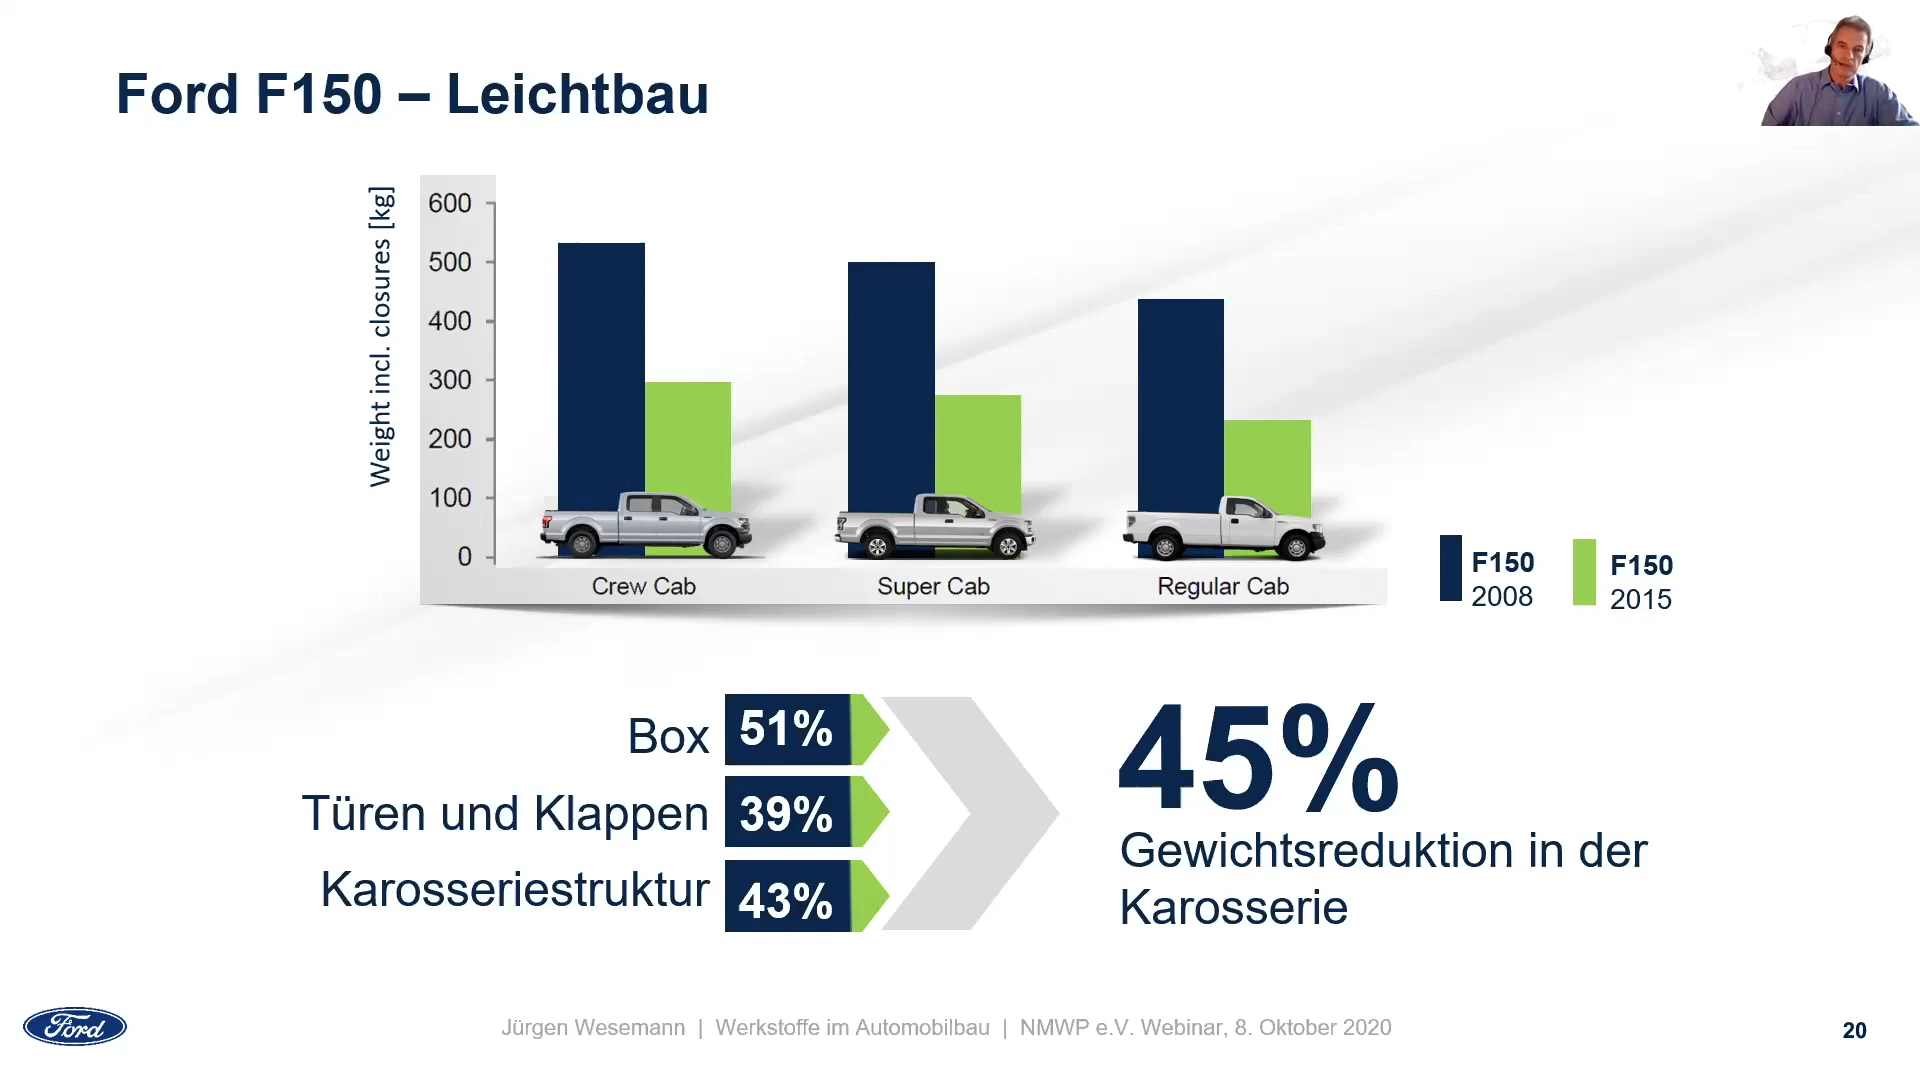 Ford F150 – Leichtbau
Weight incl. closures [kg]
600
500
400
300
200
100
0
Crew Cab
Super Cab
Regular Cab
F150
2008
F150
2015
Box
51%
Türen und Klappen
39%
Karosseriestruktur
43%
45%
Gewichtsreduktion in der
Karosserie
Ford
Jürgen Wesemann | Werkstoffe im Automobilbau | NMWP e.V. Webinar, 8. Oktober 2020
20